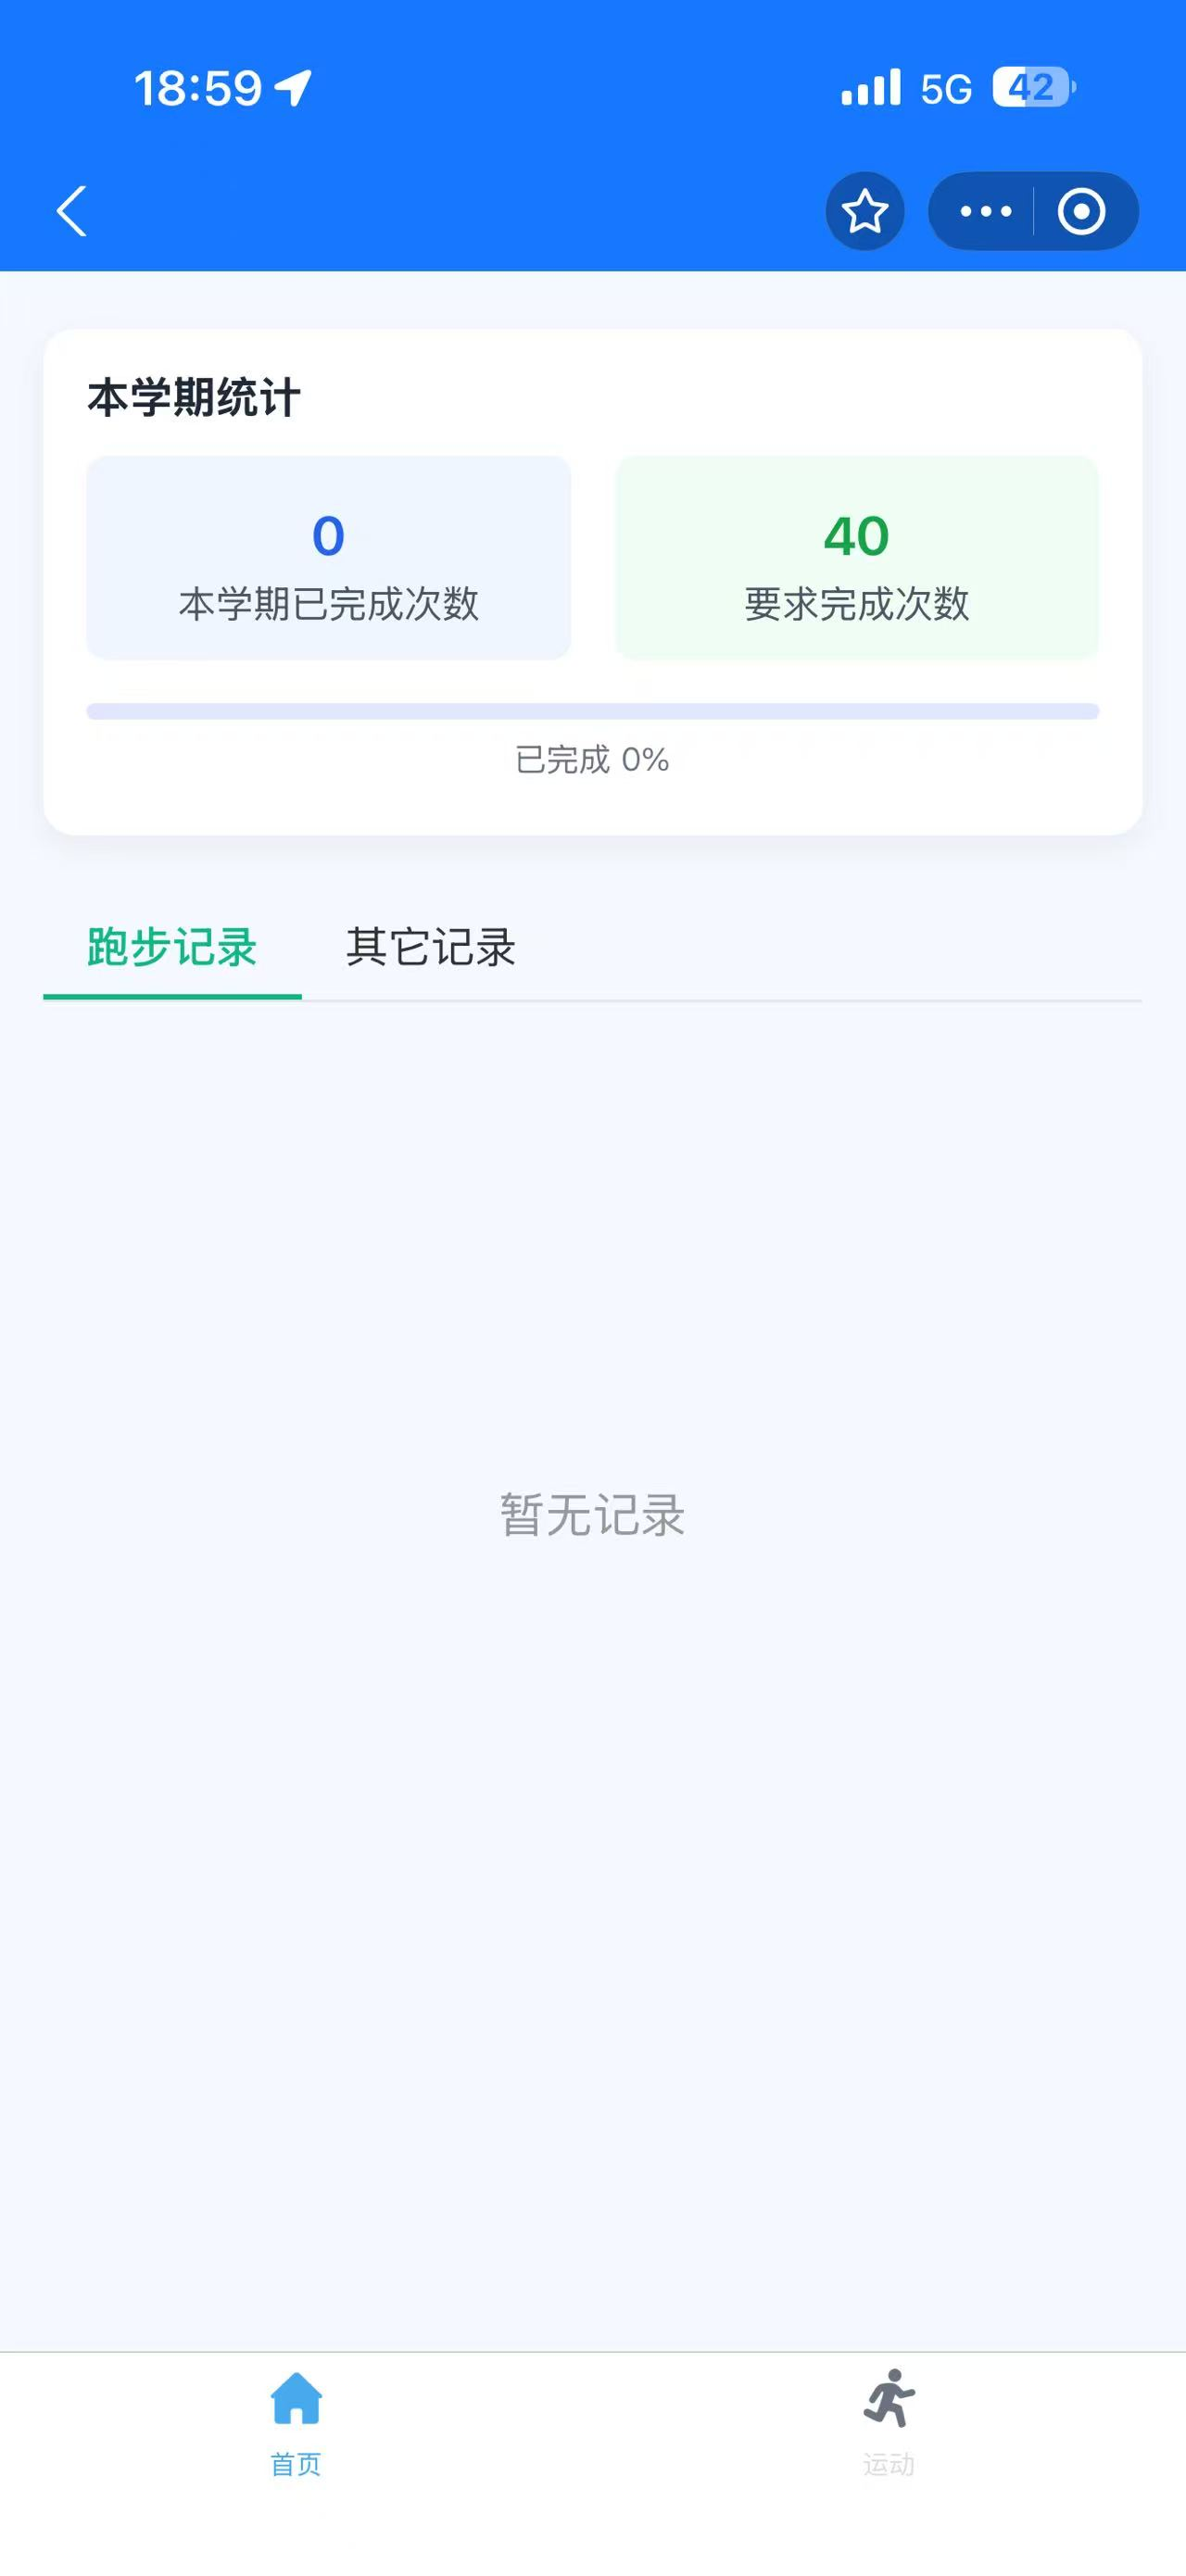 18:59 5G 42
本学期统计
0 40
本学期已完成次数 要求完成次数
已完成 0%
跑步记录 其它记录
暂无记录
首页 运动